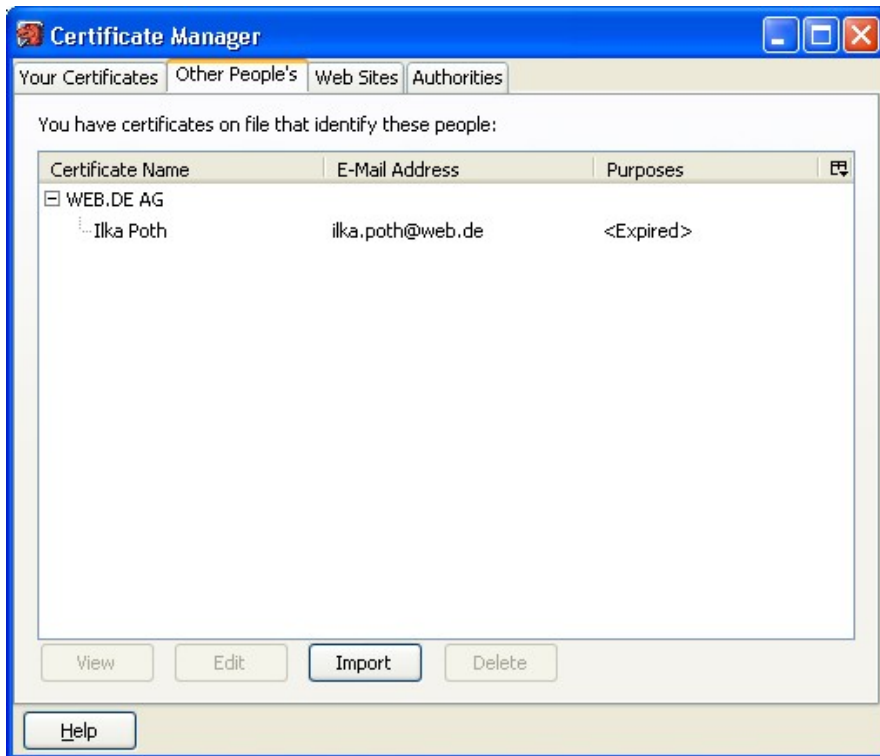 Certificate Manager
Your Certificates Other People's Web Sites Authorities
You have certificates on file that identify these people:
Certificate Name E-Mail Address Purposes
WEB.DE AG
Ilka Poth ilka.poth@web.de <Expired>
View Edit Import Delete
Help